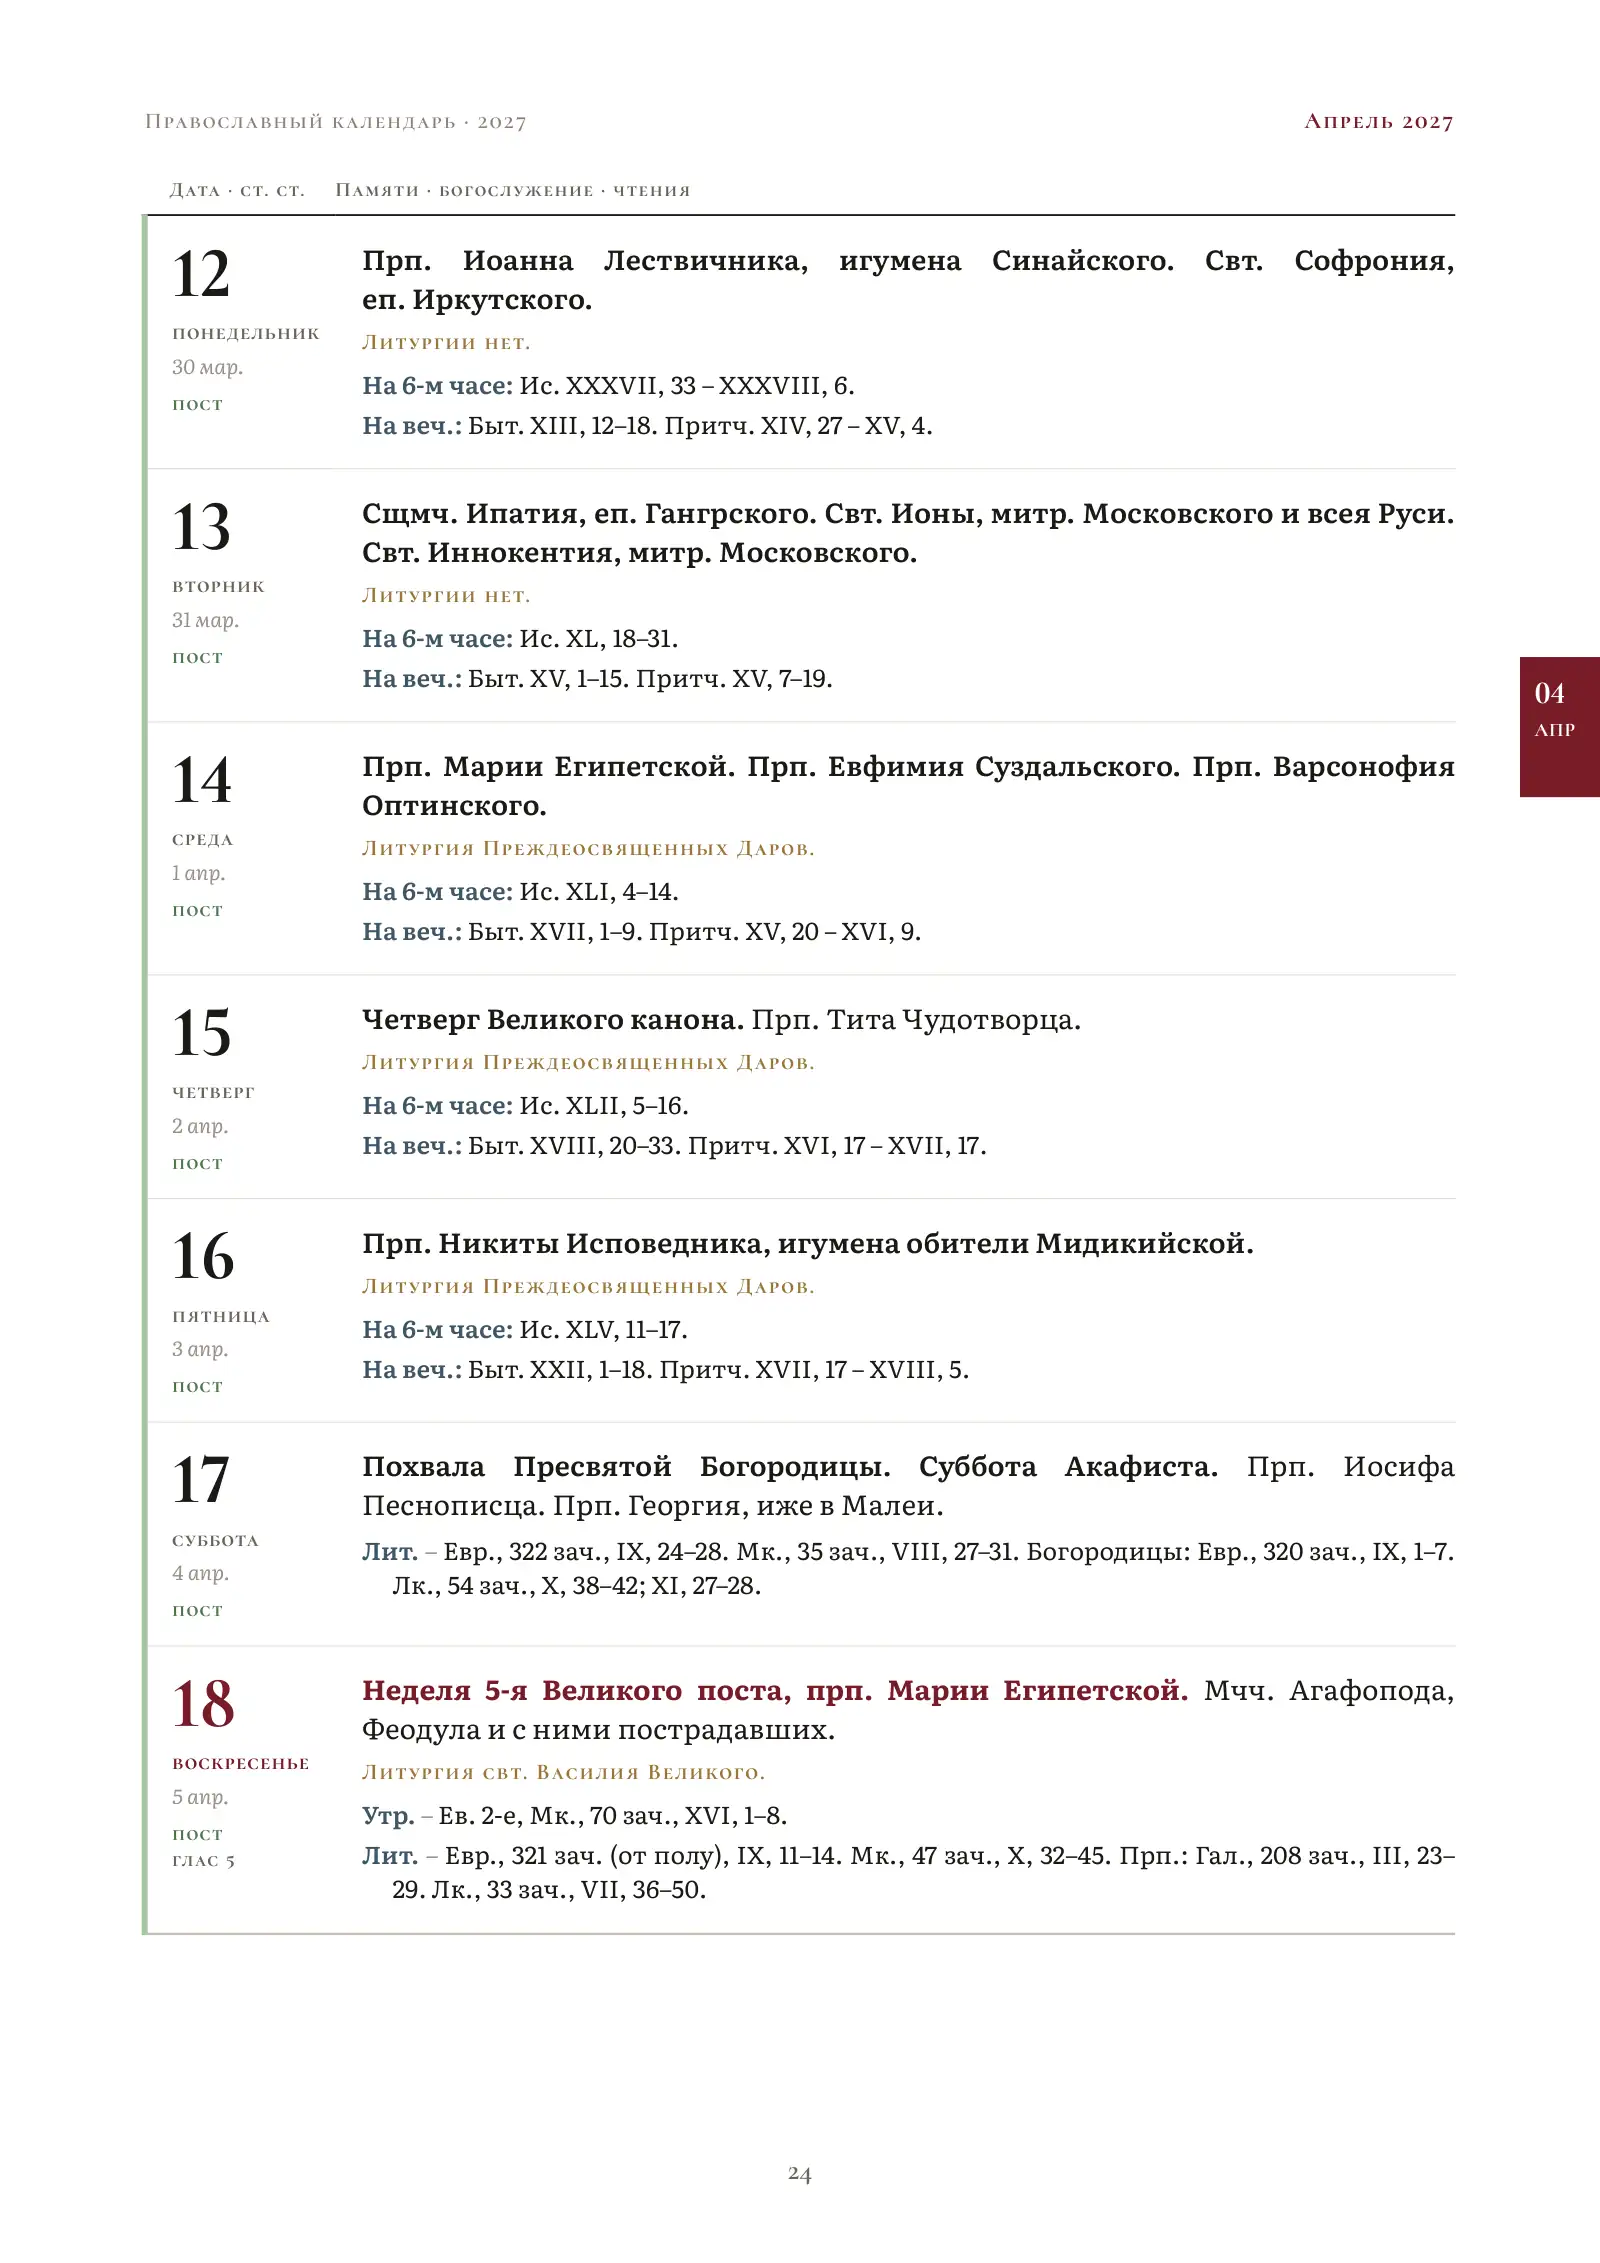 Православный календарь · 2027
Апрель 2027
Дата · ст. ст. Памяти · богослужение · чтения
12
понедельник
30 мар.
пост
Прп. Иоанна Лествичника, игумена Синайского. Свт. Софрония,
еп. Иркутского.
Литургии нет.
На 6-м часе: Ис. XXXVII, 33 – XXXVIII, 6.
На веч.: Быт. XIII, 12–18. Притч. XIV, 27 – XV, 4.
13
вторник
31 мар.
пост
Сщмч. Ипатия, еп. Гангрского. Свт. Ионы, митр. Московского и всея Руси.
Свт. Иннокентия, митр. Московского.
Литургии нет.
На 6-м часе: Ис. XL, 18–31.
На веч.: Быт. XV, 1–15. Притч. XV, 7–19.
04
апр
14
среда
1 апр.
пост
Прп. Марии Египетской. Прп. Евфимия Суздальского. Прп. Варсонофия
Оптинского.
Литургия Преждеосвященных Даров.
На 6-м часе: Ис. XLI, 4–14.
На веч.: Быт. XVII, 1–9. Притч. XV, 20 – XVI, 9.
15
четверг
2 апр.
пост
Четверг Великого канона. Прп. Тита Чудотворца.
Литургия Преждеосвященных Даров.
На 6-м часе: Ис. XLII, 5–16.
На веч.: Быт. XVIII, 20–33. Притч. XVI, 17 – XVII, 17.
16
пятница
3 апр.
пост
Прп. Никиты Исповедника, игумена обители Мидикийской.
Литургия Преждеосвященных Даров.
На 6-м часе: Ис. XLV, 11–17.
На веч.: Быт. XXII, 1–18. Притч. XVII, 17 – XVIII, 5.
17
суббота
4 апр.
пост
Похвала Пресвятой Богородицы. Суббота Акафиста. Прп. Иосифа
Песнописца. Прп. Георгия, иже в Малеи.
Лит. – Евр., 322 зач., IX, 24–28. Мк., 35 зач., VIII, 27–31. Богородицы: Евр., 320 зач., IX, 1–7.
Лк., 54 зач., X, 38–42; XI, 27–28.
18
воскресенье
5 апр.
пост
глас 5
Неделя 5-я Великого поста, прп. Марии Египетской. Мчч. Агафопода,
Феодула и с ними пострадавших.
Литургия свт. Василия Великого.
Утр. – Ев. 2-е, Мк., 70 зач., XVI, 1–8.
Лит. – Евр., 321 зач. (от полу), IX, 11–14. Мк., 47 зач., X, 32–45. Прп.: Гал., 208 зач., III, 23–
29. Лк., 33 зач., VII, 36–50.
24